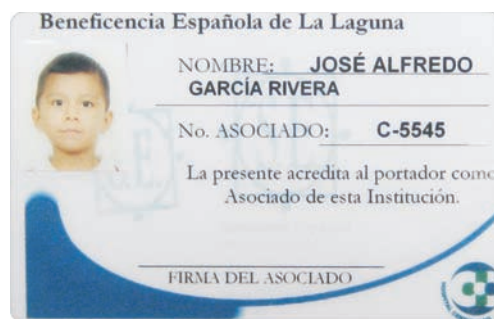 Beneficencia Española de La Laguna
NOMBRE: JOSÉ ALFREDO
GARCÍA RIVERA
No. ASOCIADO: C-5545
La presente acredita al portador como
Asociado de esta Institución.
FIRMA DEL ASOCIADO